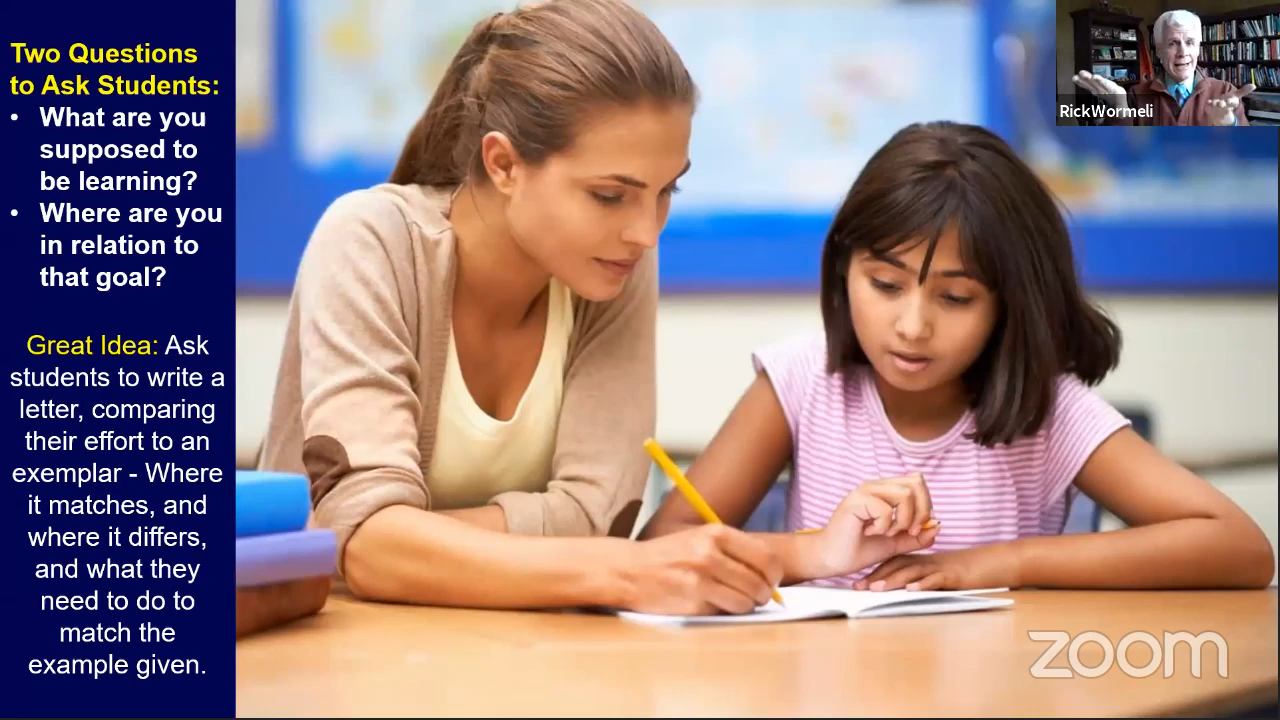 Two Questions
to Ask Students:
• What are you
supposed to
be learning?
• Where are you
in relation to
that goal?
Great Idea: Ask
students to write a
letter, comparing
their effort to an
exemplar - Where
it matches, and
where it differs,
and what they
need to do to
match the
example given.
RickWormeli
zoom